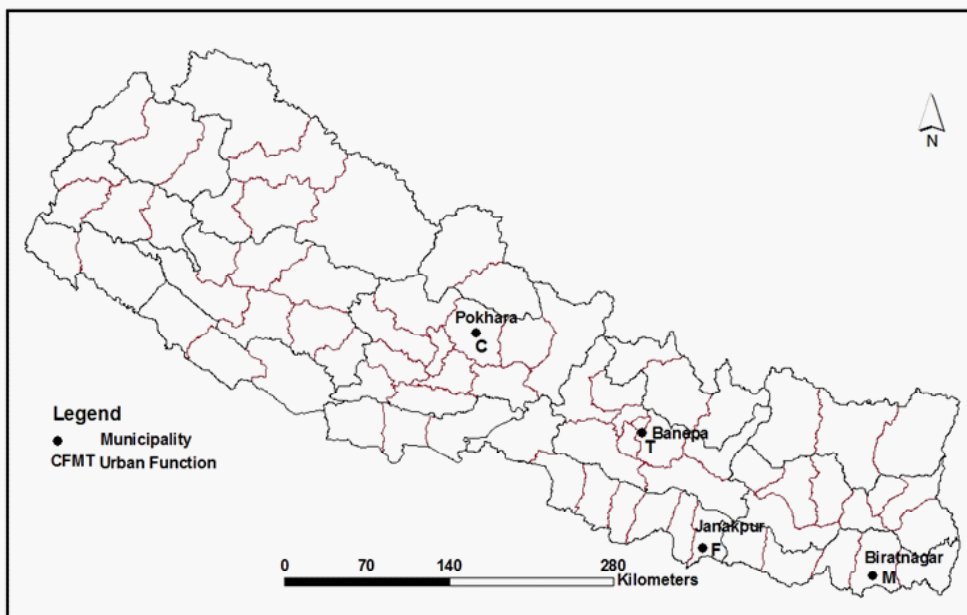 N
Pokhara
C
Legend
Municipality
CFMT Urban Function
Banepa
T
Janakpur
F
Biratnagar
M
0 70 140 280
Kilometers